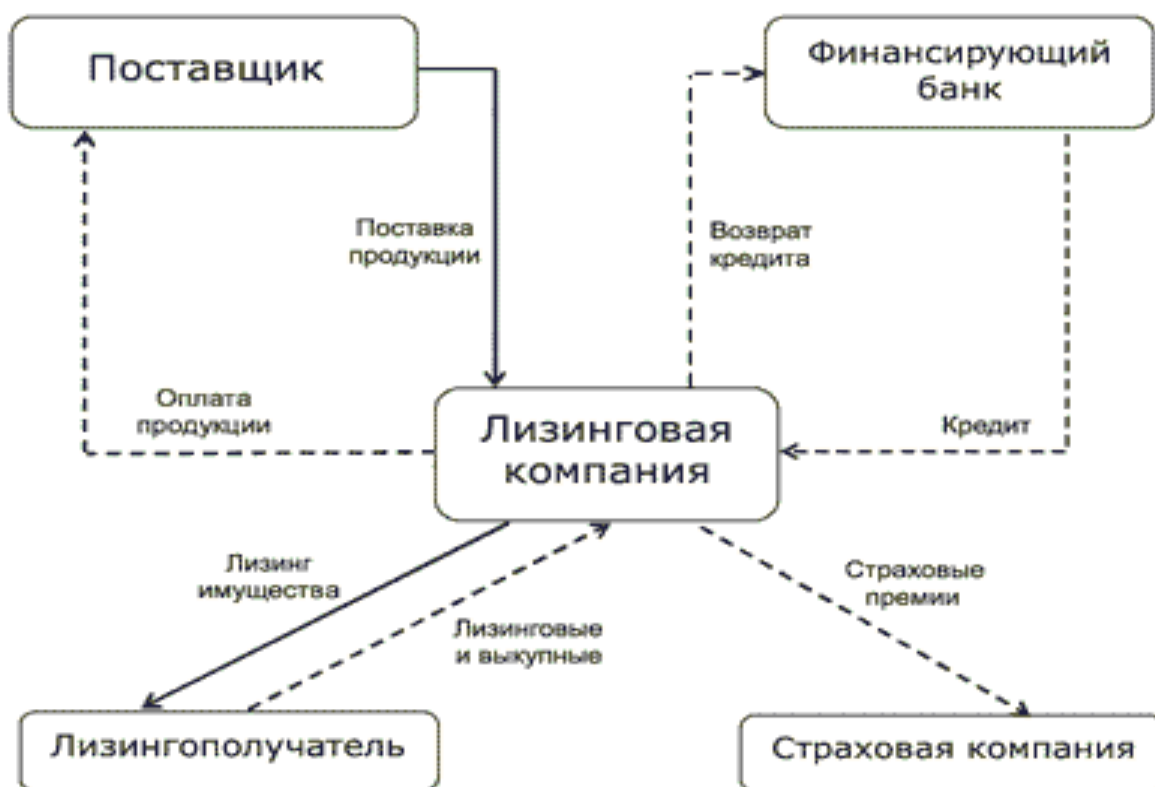 Поставщик
Финансирующий
банк
Поставка
продукции
Возврат
кредита
Оплата
продукции
Лизинговая
компания
Кредит
Лизинг
имущества
Страховые
премии
Лизинговые
и выкупные
Лизингополучатель
Страховая компания